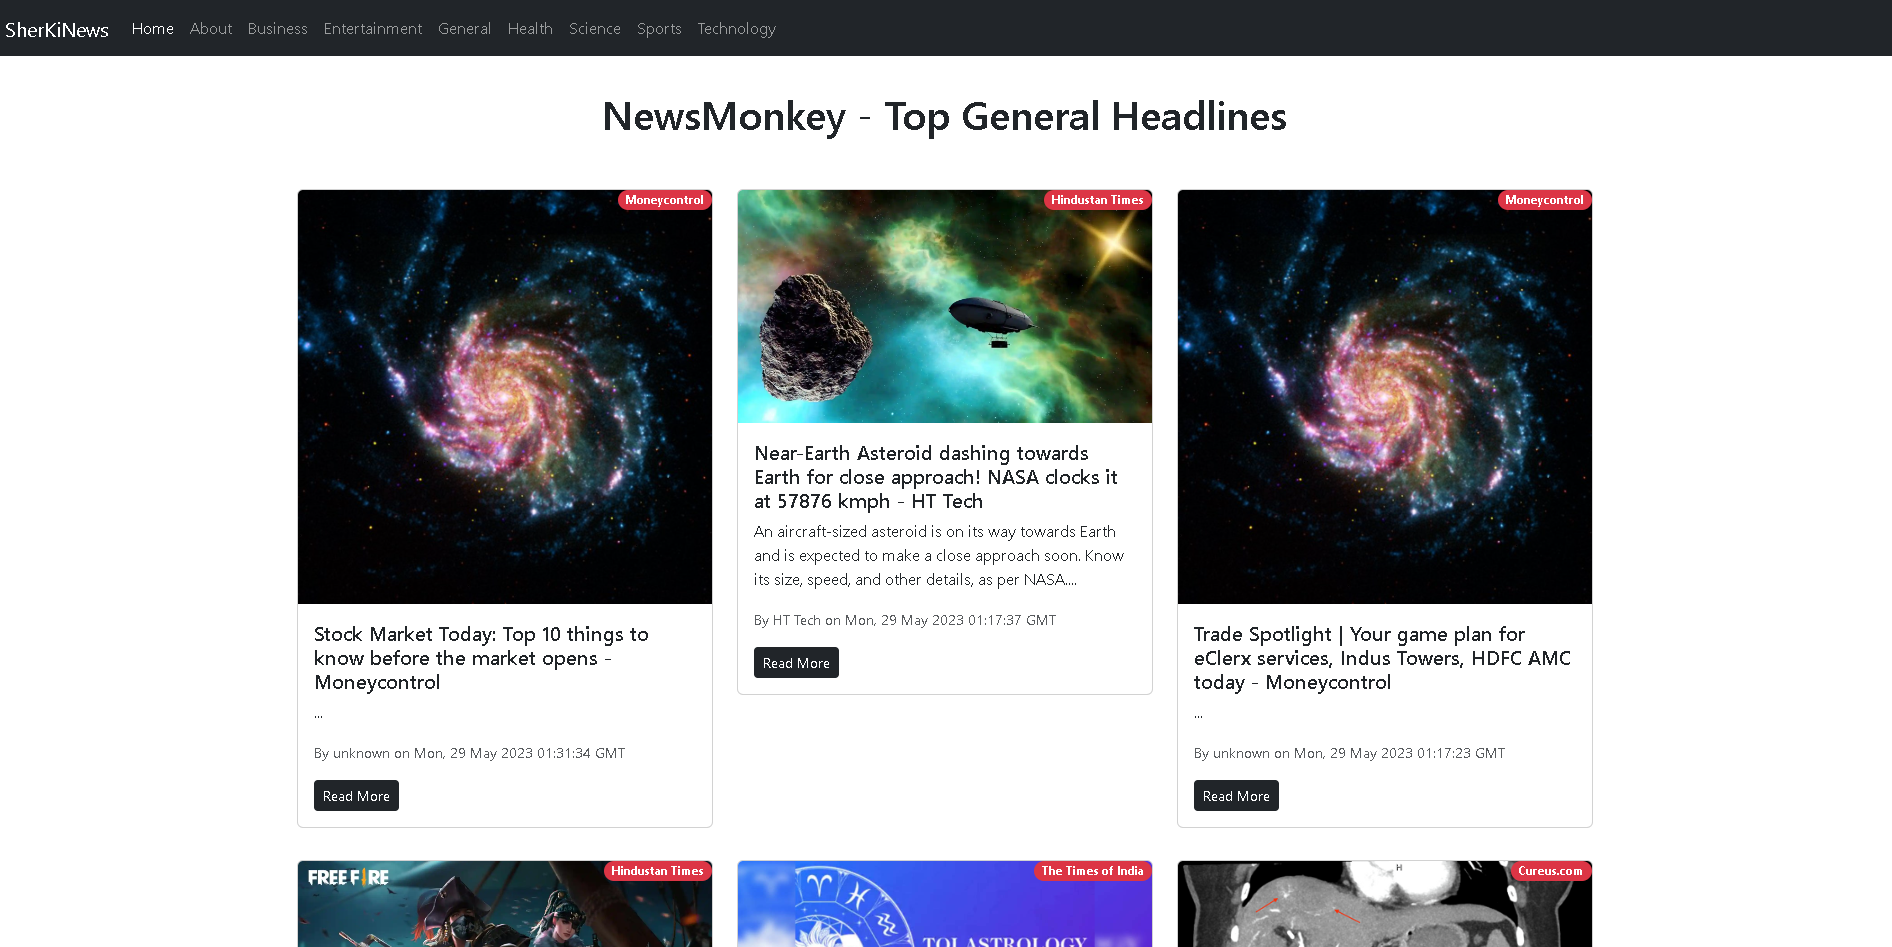 SherKiNews Home About Business Entertainment General Health Science Sports Technology
NewsMonkey - Top General Headlines
Moneycontrol
Stock Market Today: Top 10 things to
know before the market opens -
Moneycontrol
...
By unknown on Mon, 29 May 2023 01:31:34 GMT
Read More
Hindustan Times
Near-Earth Asteroid dashing towards
Earth for close approach! NASA clocks it
at 57876 kmph - HT Tech
An aircraft-sized asteroid is on its way towards Earth
and is expected to make a close approach soon. Know
its size, speed, and other details, as per NASA....
By HT Tech on Mon, 29 May 2023 01:17:37 GMT
Read More
Moneycontrol
Trade Spotlight | Your game plan for
eClerx services, Indus Towers, HDFC AMC
today - Moneycontrol
...
By unknown on Mon, 29 May 2023 01:17:23 GMT
Read More
Hindustan Times
FREE FIRE
The Times of India
TOI ASTROLOGY
Cureus.com
H